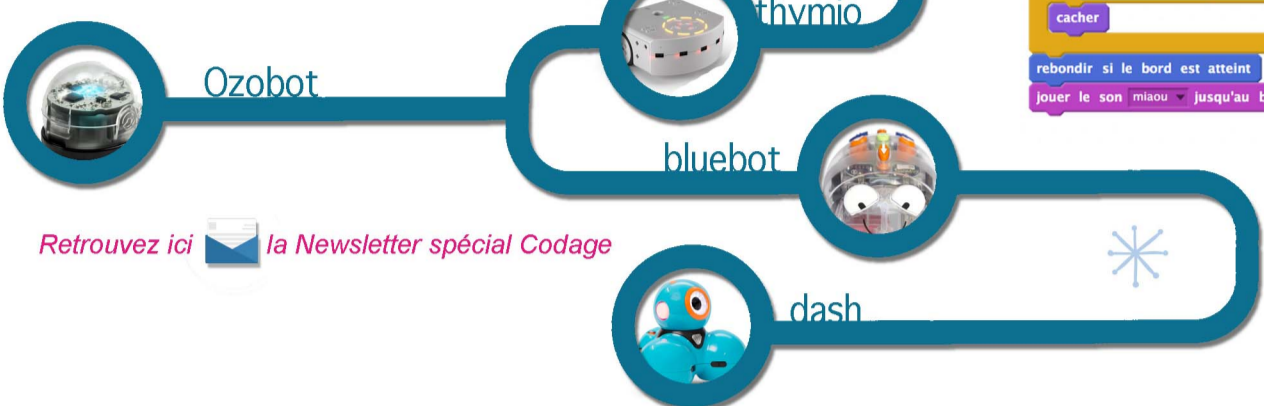 thymio
cacher
Ozobot
rebondir si le bord est atteint
jouer le son miaou jusqu'au b
bluebot
Retrouvez ici la Newsletter spécial Codage
dash